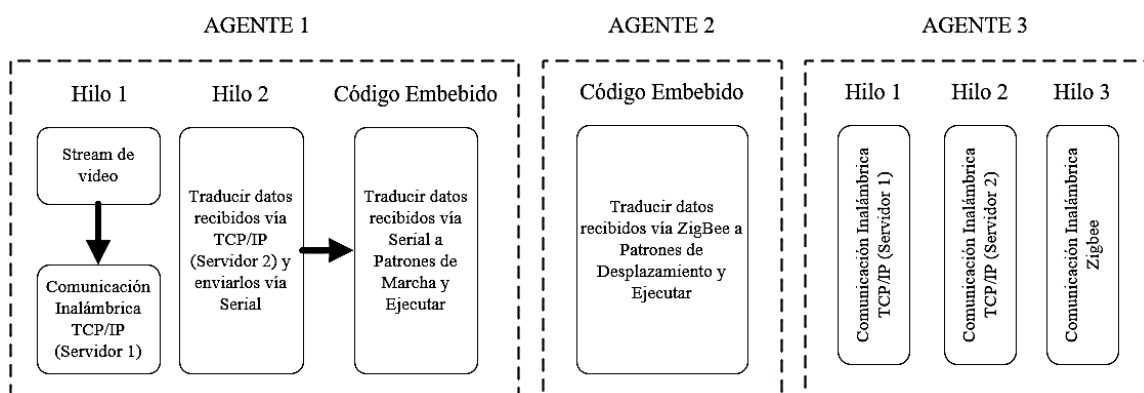 AGENTE 1
AGENTE 2
AGENTE 3
Hilo 1
Hilo 2
Código Embebido
Stream de
video
Comunicación
Inalámbrica
TCP/IP
(Servidor 1)
Traducir datos
recibidos vía
TCP/IP
(Servidor 2) y
enviarlos vía
Serial
Traducir datos
recibidos vía
Serial a
Patrones de
Marcha y
Ejecutar
Código Embebido
Traducir datos
recibidos vía ZigBee a
Patrones de
Desplazamiento y
Ejecutar
Hilo 1
Hilo 2
Hilo 3
Comunicación Inalámbrica
TCP/IP (Servidor 1)
Comunicación Inalámbrica
TCP/IP (Servidor 2)
Comunicación Inalámbrica
Zigbee